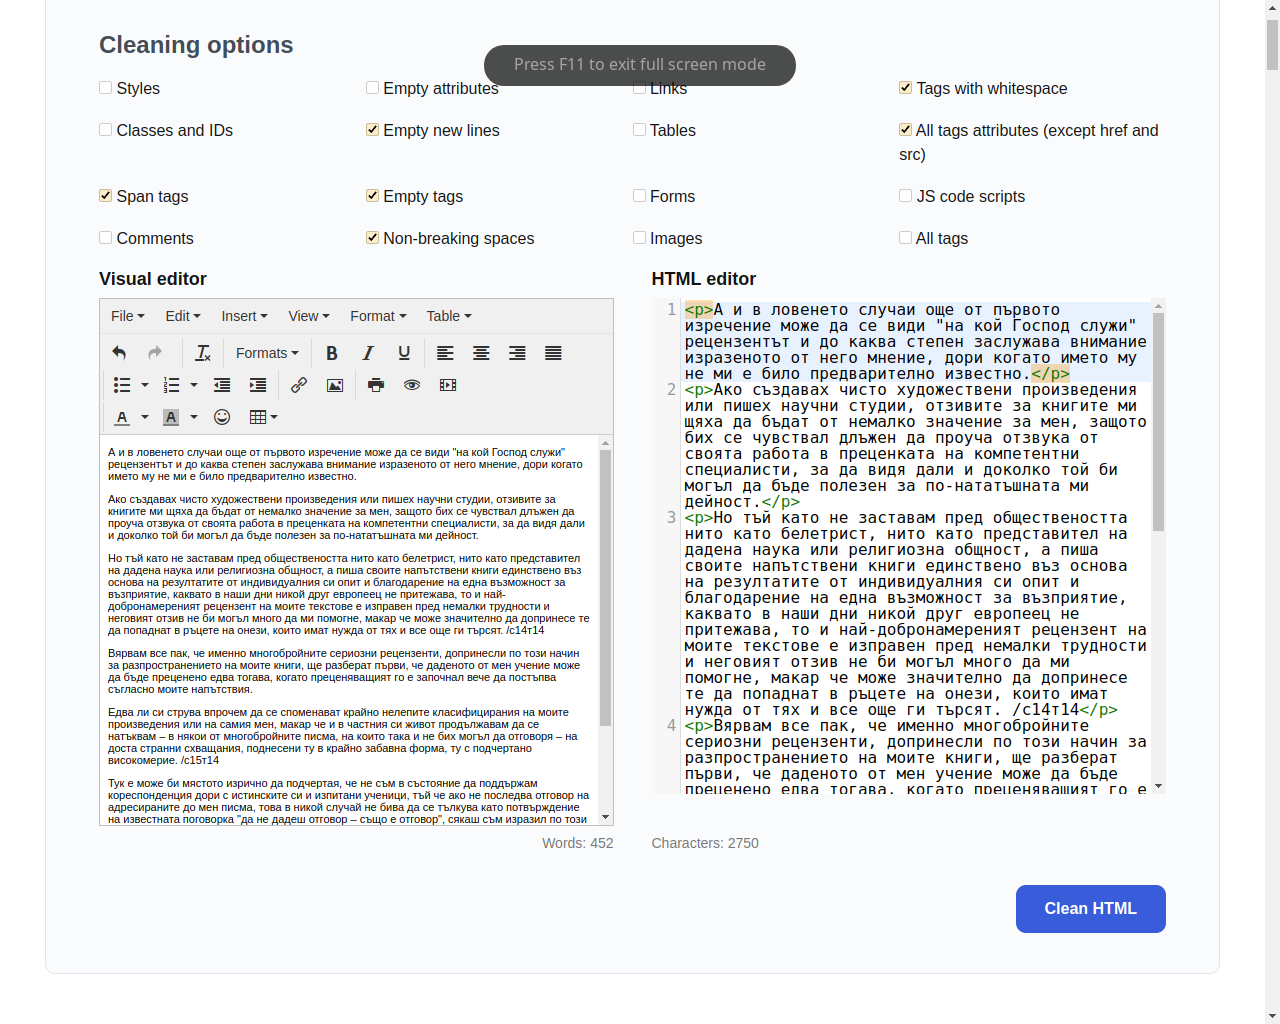 Cleaning options
Press F11 to exit full screen mode
Styles
Empty attributes
Links
Tags with whitespace
Classes and IDs
Empty new lines
Tables
All tags attributes (except href and
src)
Span tags
Empty tags
Forms
JS code scripts
Comments
Non-breaking spaces
Images
All tags
Visual editor
File Edit Insert View Format Table
Formats
А и в ловенето случаи още от първото изречение може да се види "на кой Господ служи"
рецензентът и до каква степен заслужава внимание изразеното от него мнение, дори когато
името му не ми е било предварително известно.
Ако създавах чисто художествени произведения или пишех научни студии, отзивите за
книгите ми щяха да бъдат от немалко значение за мен, защото бих се чувствал длъжен да
проуча отзвука от своята работа в преценката на компетентни специалисти, за да видя дали
и доколко той би могъл да бъде полезен за по-нататъшната ми дейност.
Но тъй като не заставам пред обществеността нито като белетрист, нито като представител
на дадена наука или религиозна общност, а пиша своите напътствени книги единствено въз
основа на резултатите от индивидуалния си опит и благодарение на една възможност за
възприятие, каквато в наши дни никой друг европеец не притежава, то и най-
добронамереният рецензент на моите текстове е изправен пред немалки трудности и
неговият отзив не би могъл много да ми помогне, макар че може значително да допринесе те
да попаднат в ръцете на онези, които имат нужда от тях и все още ги търсят. /с14т14
Вярвам все пак, че именно многобройните сериозни рецензенти, допринесли по този начин
за разпространението на моите книги, ще разберат първи, че даденото от мен учение може
да бъде преценено едва тогава, когато преценяващият го е започнал вече да постъпва
съгласно моите напътствия.
Едва ли си струва впрочем да се споменават крайно нелепите класифицирания на моите
произведения или на самия мен, макар че и в частния си живот продължавам да се
натъквам – в някои от многобройните писма, на които така и не бих могъл да отговоря – на
доста странни схващания, поднесени ту в крайно забавна форма, ту с подчертано
високомерие. /с15т14
Тук е може би мястото изрично да подчертая, че не съм в състояние да поддържам
кореспонденция дори с истинските си и изпитани ученици, тъй че ако не последва отговор на
адресираните до мен писма, това в никой случай не бива да се тълкува като потвърждение
на известната поговорка "да не дадеш отговор – също е отговор", сякаш съм изразил по този
Words: 452
HTML editor
1 <p>А и в ловенето случаи още от първото
изречение може да се види "на кой Господ служи"
рецензентът и до каква степен заслужава внимание
изразеното от него мнение, дори когато името му
не ми е било предварително известно.</p>
2 <p>Ако създавах чисто художествени произведения
или пишех научни студии, отзивите за книгите ми
щяха да бъдат от немалко значение за мен, защото
бих се чувствал длъжен да проуча отзвука от
своята работа в преценката на компетентни
специалисти, за да видя дали и доколко той би
могъл да бъде полезен за по-нататъшната ми
дейност.</p>
3 <p>Но тъй като не заставам пред обществеността
нито като белетрист, нито като представител на
дадена наука или религиозна общност, а пиша
своите напътствени книги единствено въз основа
на резултатите от индивидуалния си опит и
благодарение на една възможност за възприятие,
каквато в наши дни никой друг европеец не
притежава, то и най-добронамереният рецензент на
моите текстове е изправен пред немалки трудности
и неговият отзив не би могъл много да ми
помогне, макар че може значително да допринесе
те да попаднат в ръцете на онези, които имат
нужда от тях и все още ги търсят. /с14т14</p>
4 <p>Вярвам все пак, че именно многобройните
сериозни рецензенти, допринесли по този начин за
разпространението на моите книги, ще разберат
първи, че даденото от мен учение може да бъде
преценено едва тогава, когато преценяващият го е
Characters: 2750
Clean HTML